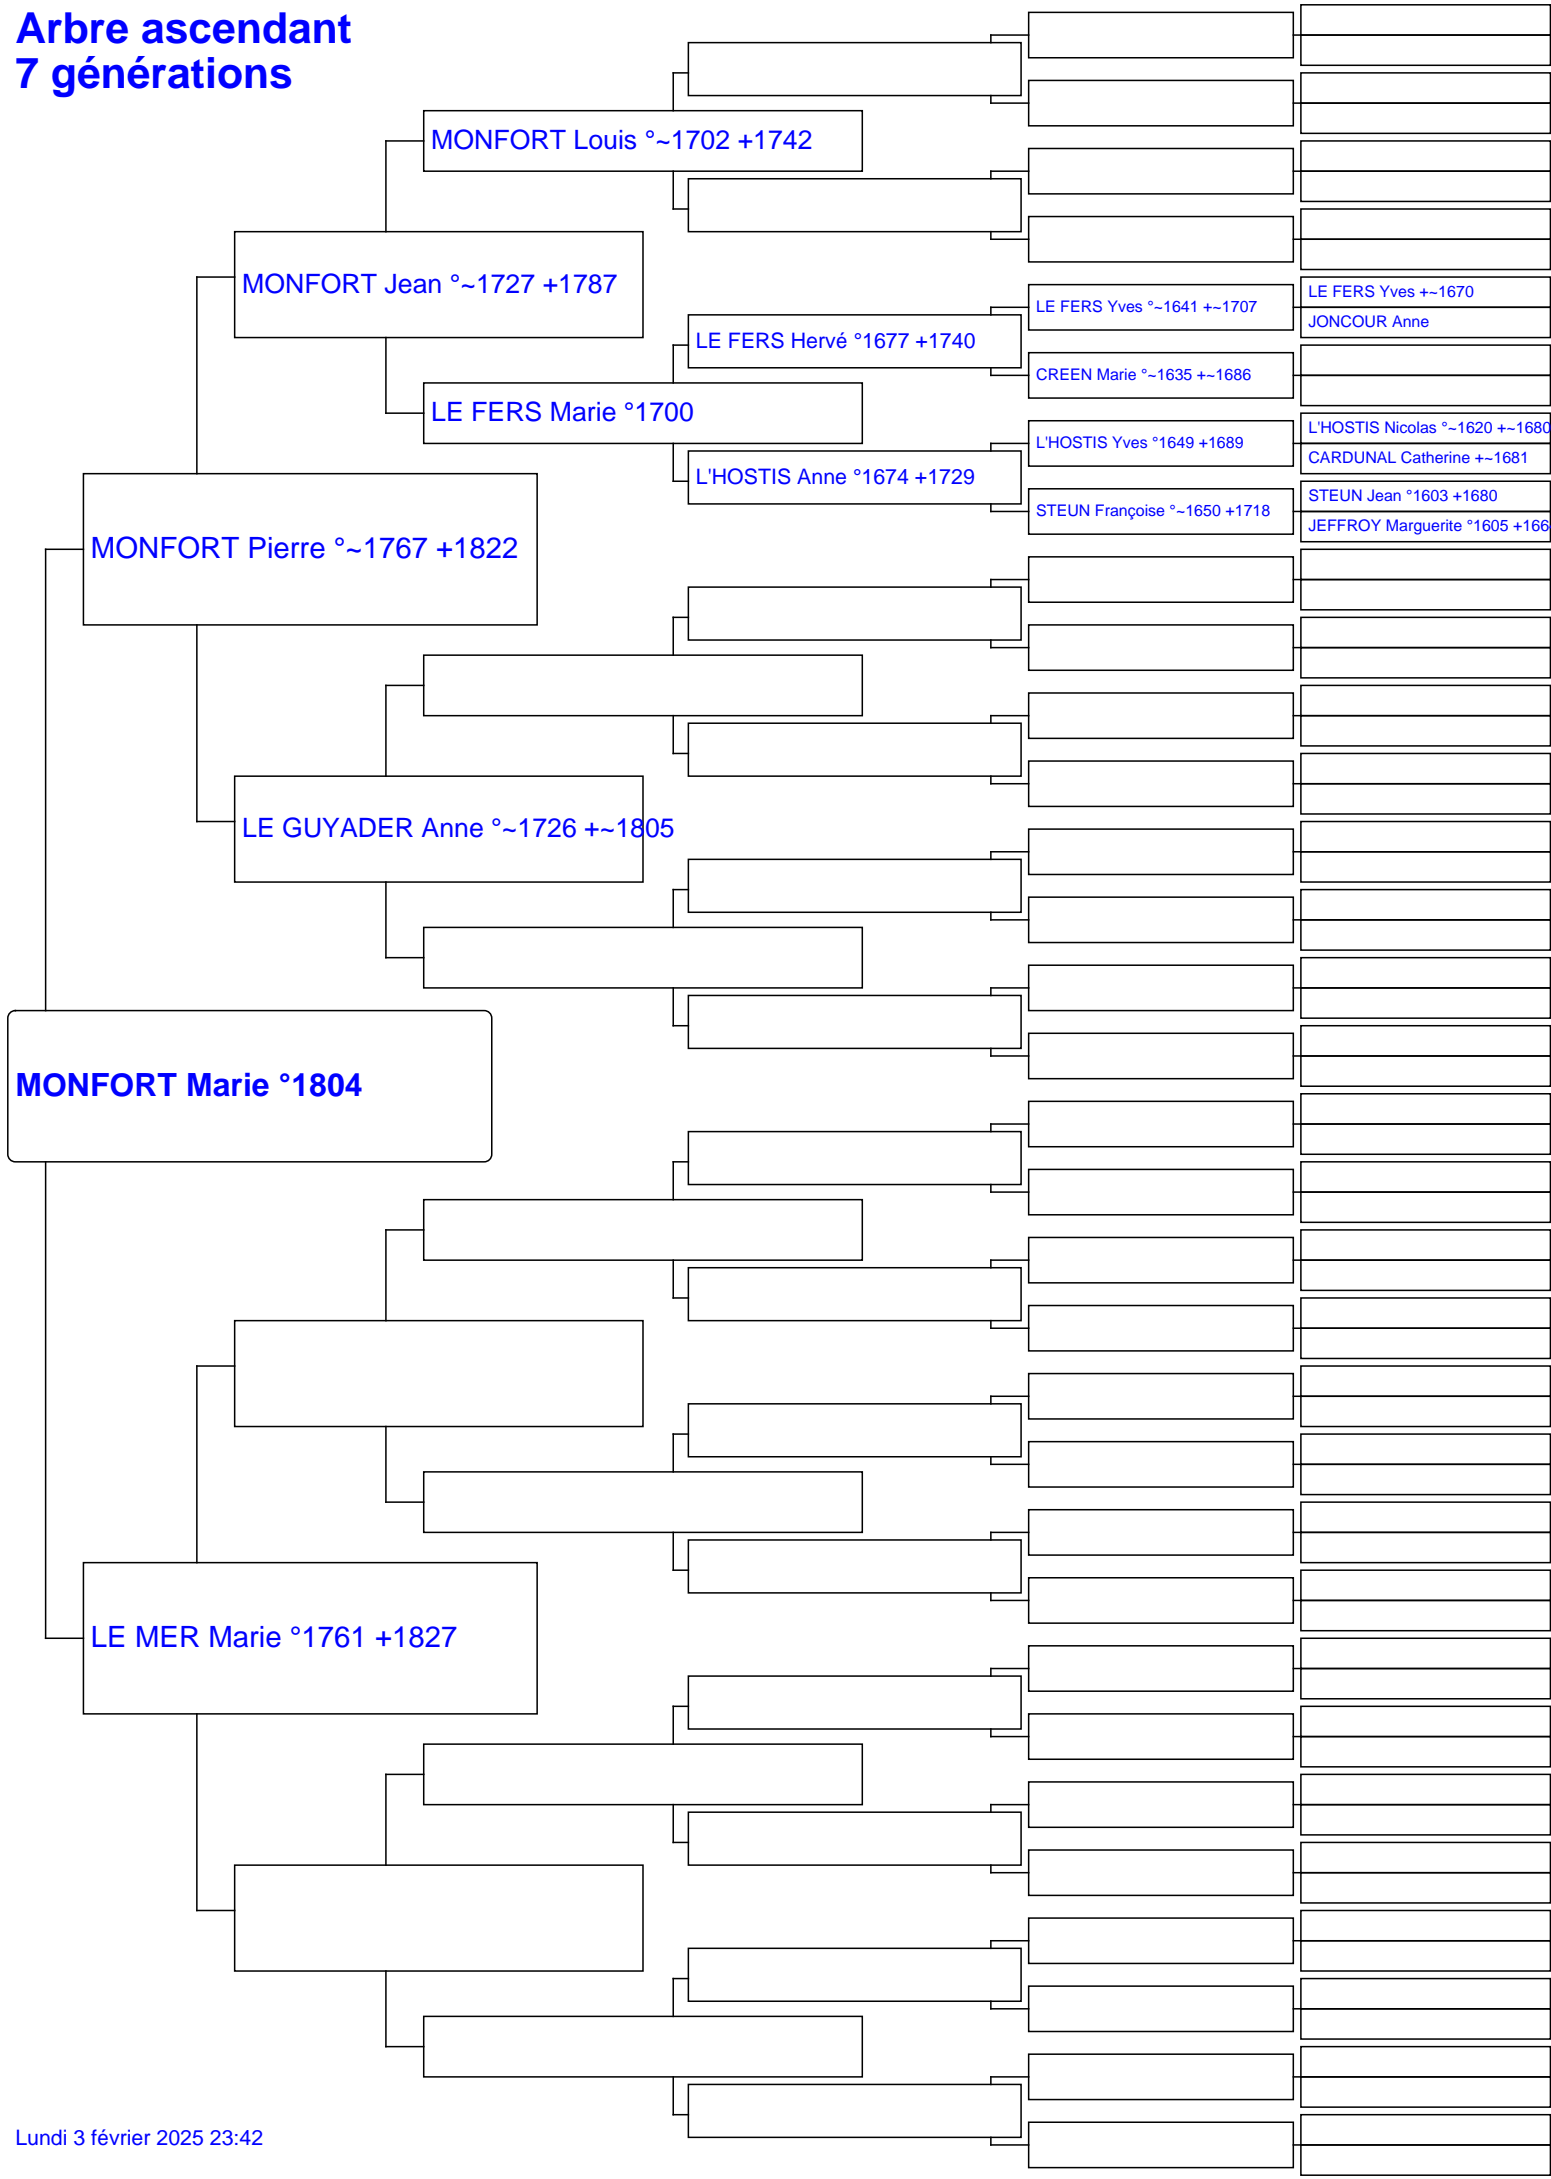 Arbre ascendant
7 générations
MONFORT Louis °~1702 +1742
MONFORT Jean °~1727 +1787
LE FERS Yves °~1641 +~1707
LE FERS Yves +~1670
JONCOUR Anne
LE FERS Hervé °1677 +1740
CREEN Marie °~1635 +~1686
LE FERS Marie °1700
L'HOSTIS Yves °1649 +1689
L'HOSTIS Nicolas °~1620 +~1680
CARDUNAL Catherine +~1681
L'HOSTIS Anne °1674 +1729
STEUN Françoise °~1650 +1718
STEUN Jean °1603 +1680
JEFFROY Marguerite °1605 +166
MONFORT Pierre °~1767 +1822
LE GUYADER Anne °~1726 +~1805
MONFORT Marie °1804
LE MER Marie °1761 +1827
Lundi 3 février 2025 23:42